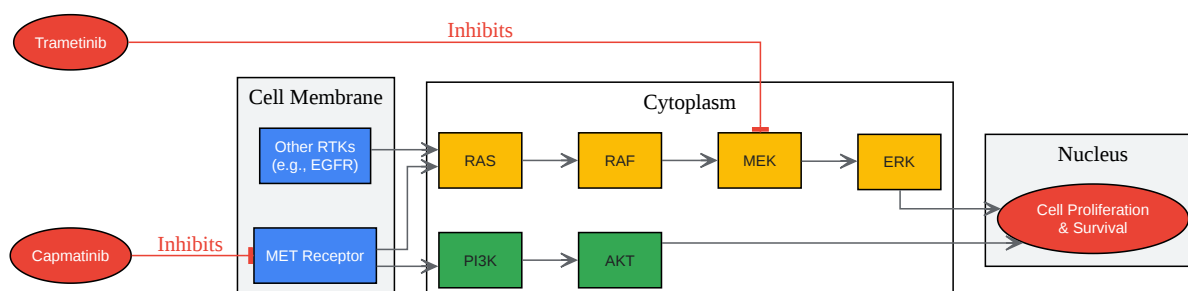 Trametinib
Inhibits
Cell Membrane
Cytoplasm
Other RTKs
(e.g., EGFR)
RAS
RAF
MEK
ERK
Nucleus
Cell Proliferation
& Survival
Capmatinib
Inhibits
MET Receptor
PI3K
AKT